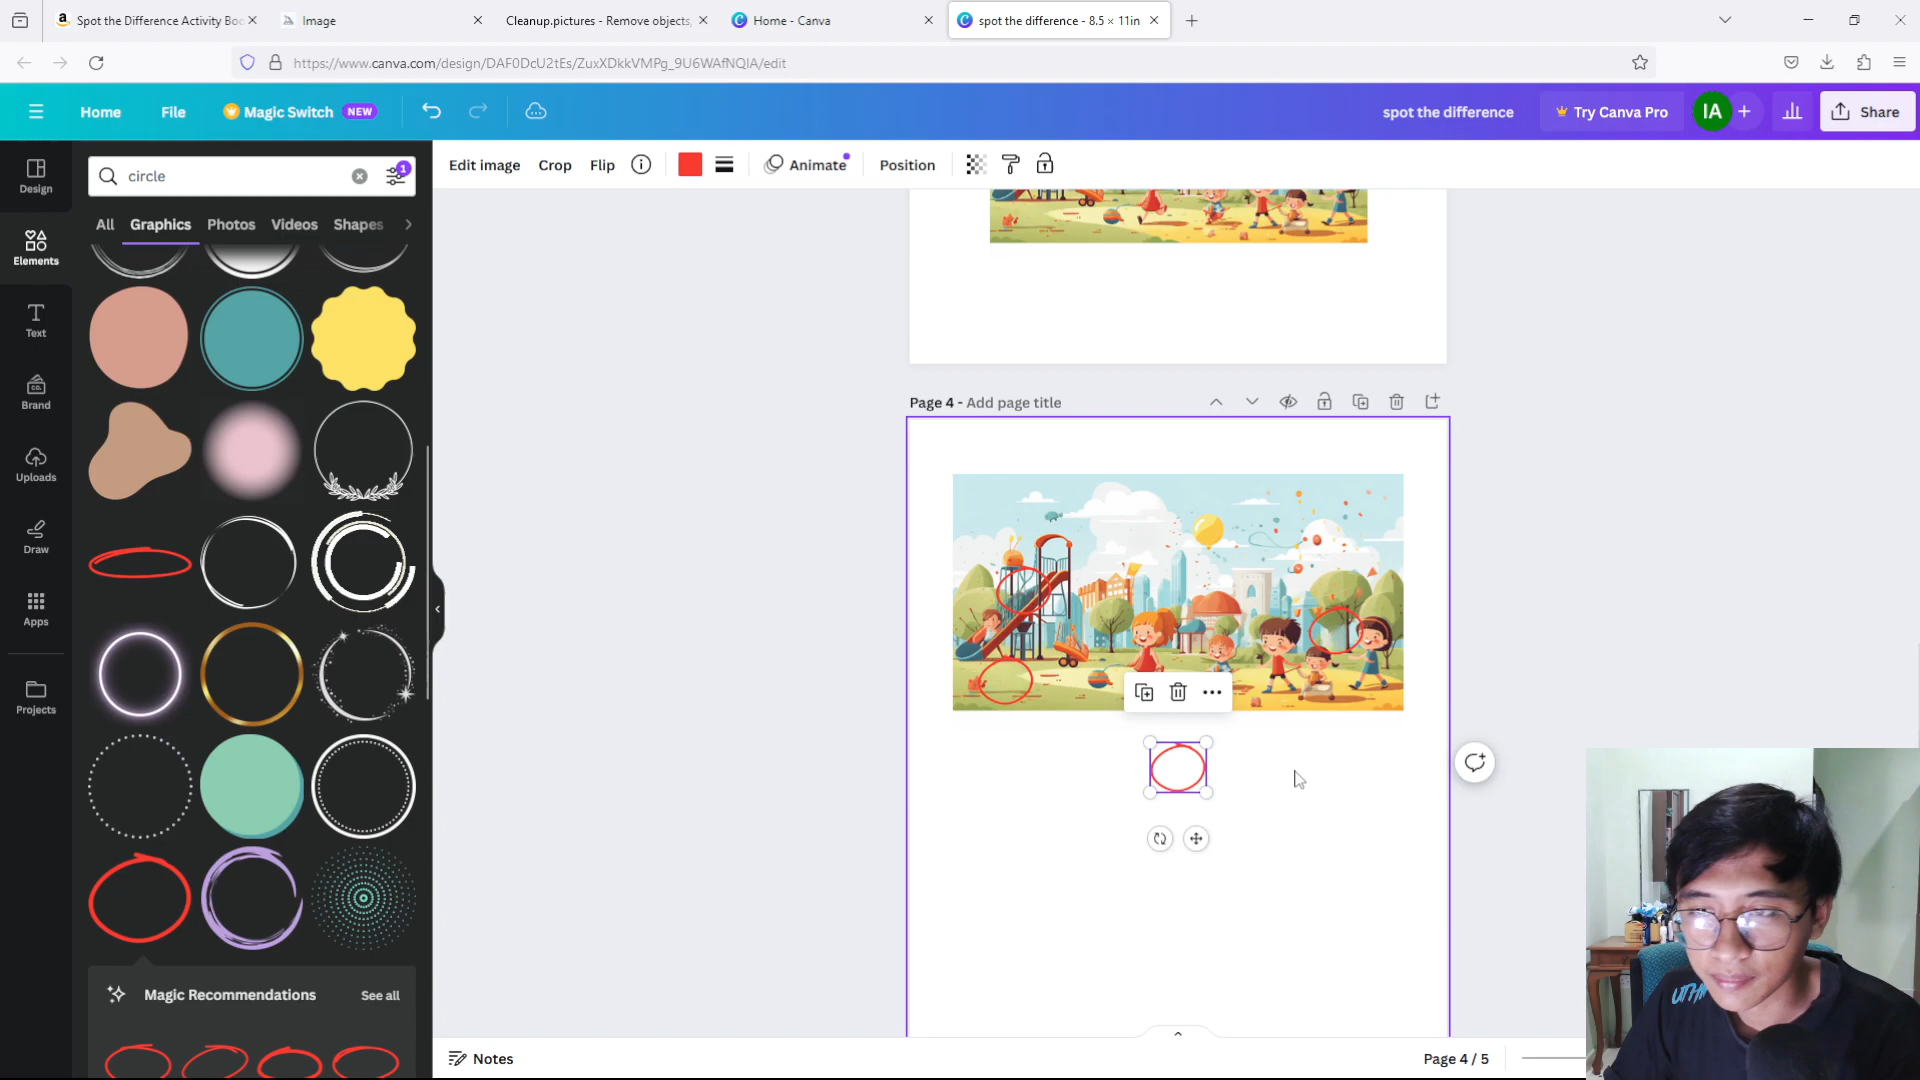 Spot the Difference Activity Boo
Image
Cleanup.pictures - Remove objects,
Home - Canva
spot the difference - 8.5 × 11in
https://www.canva.com/design/DAF0DcU2tEs/ZuxXDkkVMPg_9U6WAfNQIA/edit
Home
File
Magic Switch
NEW
spot the difference
Try Canva Pro
IA
Share
Design
Elements
Text
Brand
Uploads
Draw
Apps
Projects
circle
1
All
Graphics
Photos
Videos
Shapes
Magic Recommendations
See all
Edit image
Crop
Flip
Animate
Position
Page 4 - Add page title
Notes
Page 4 / 5